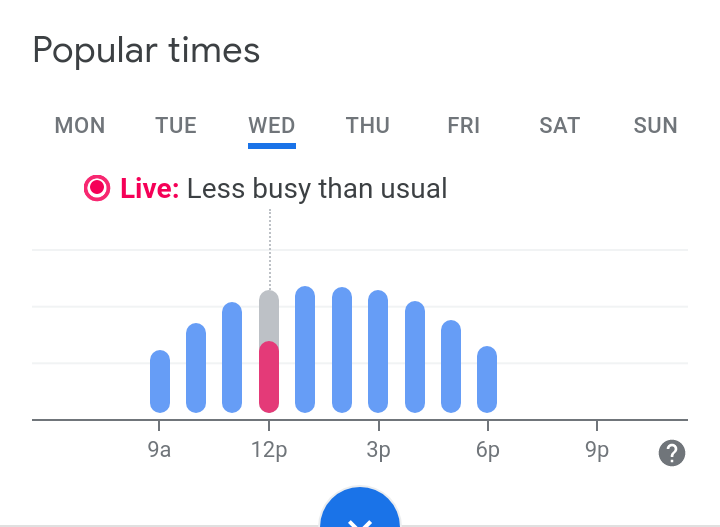 Popular times
MON TUE WED THU FRI SAT SUN
Live: Less busy than usual
9a 12p 3p 6p 9p ?